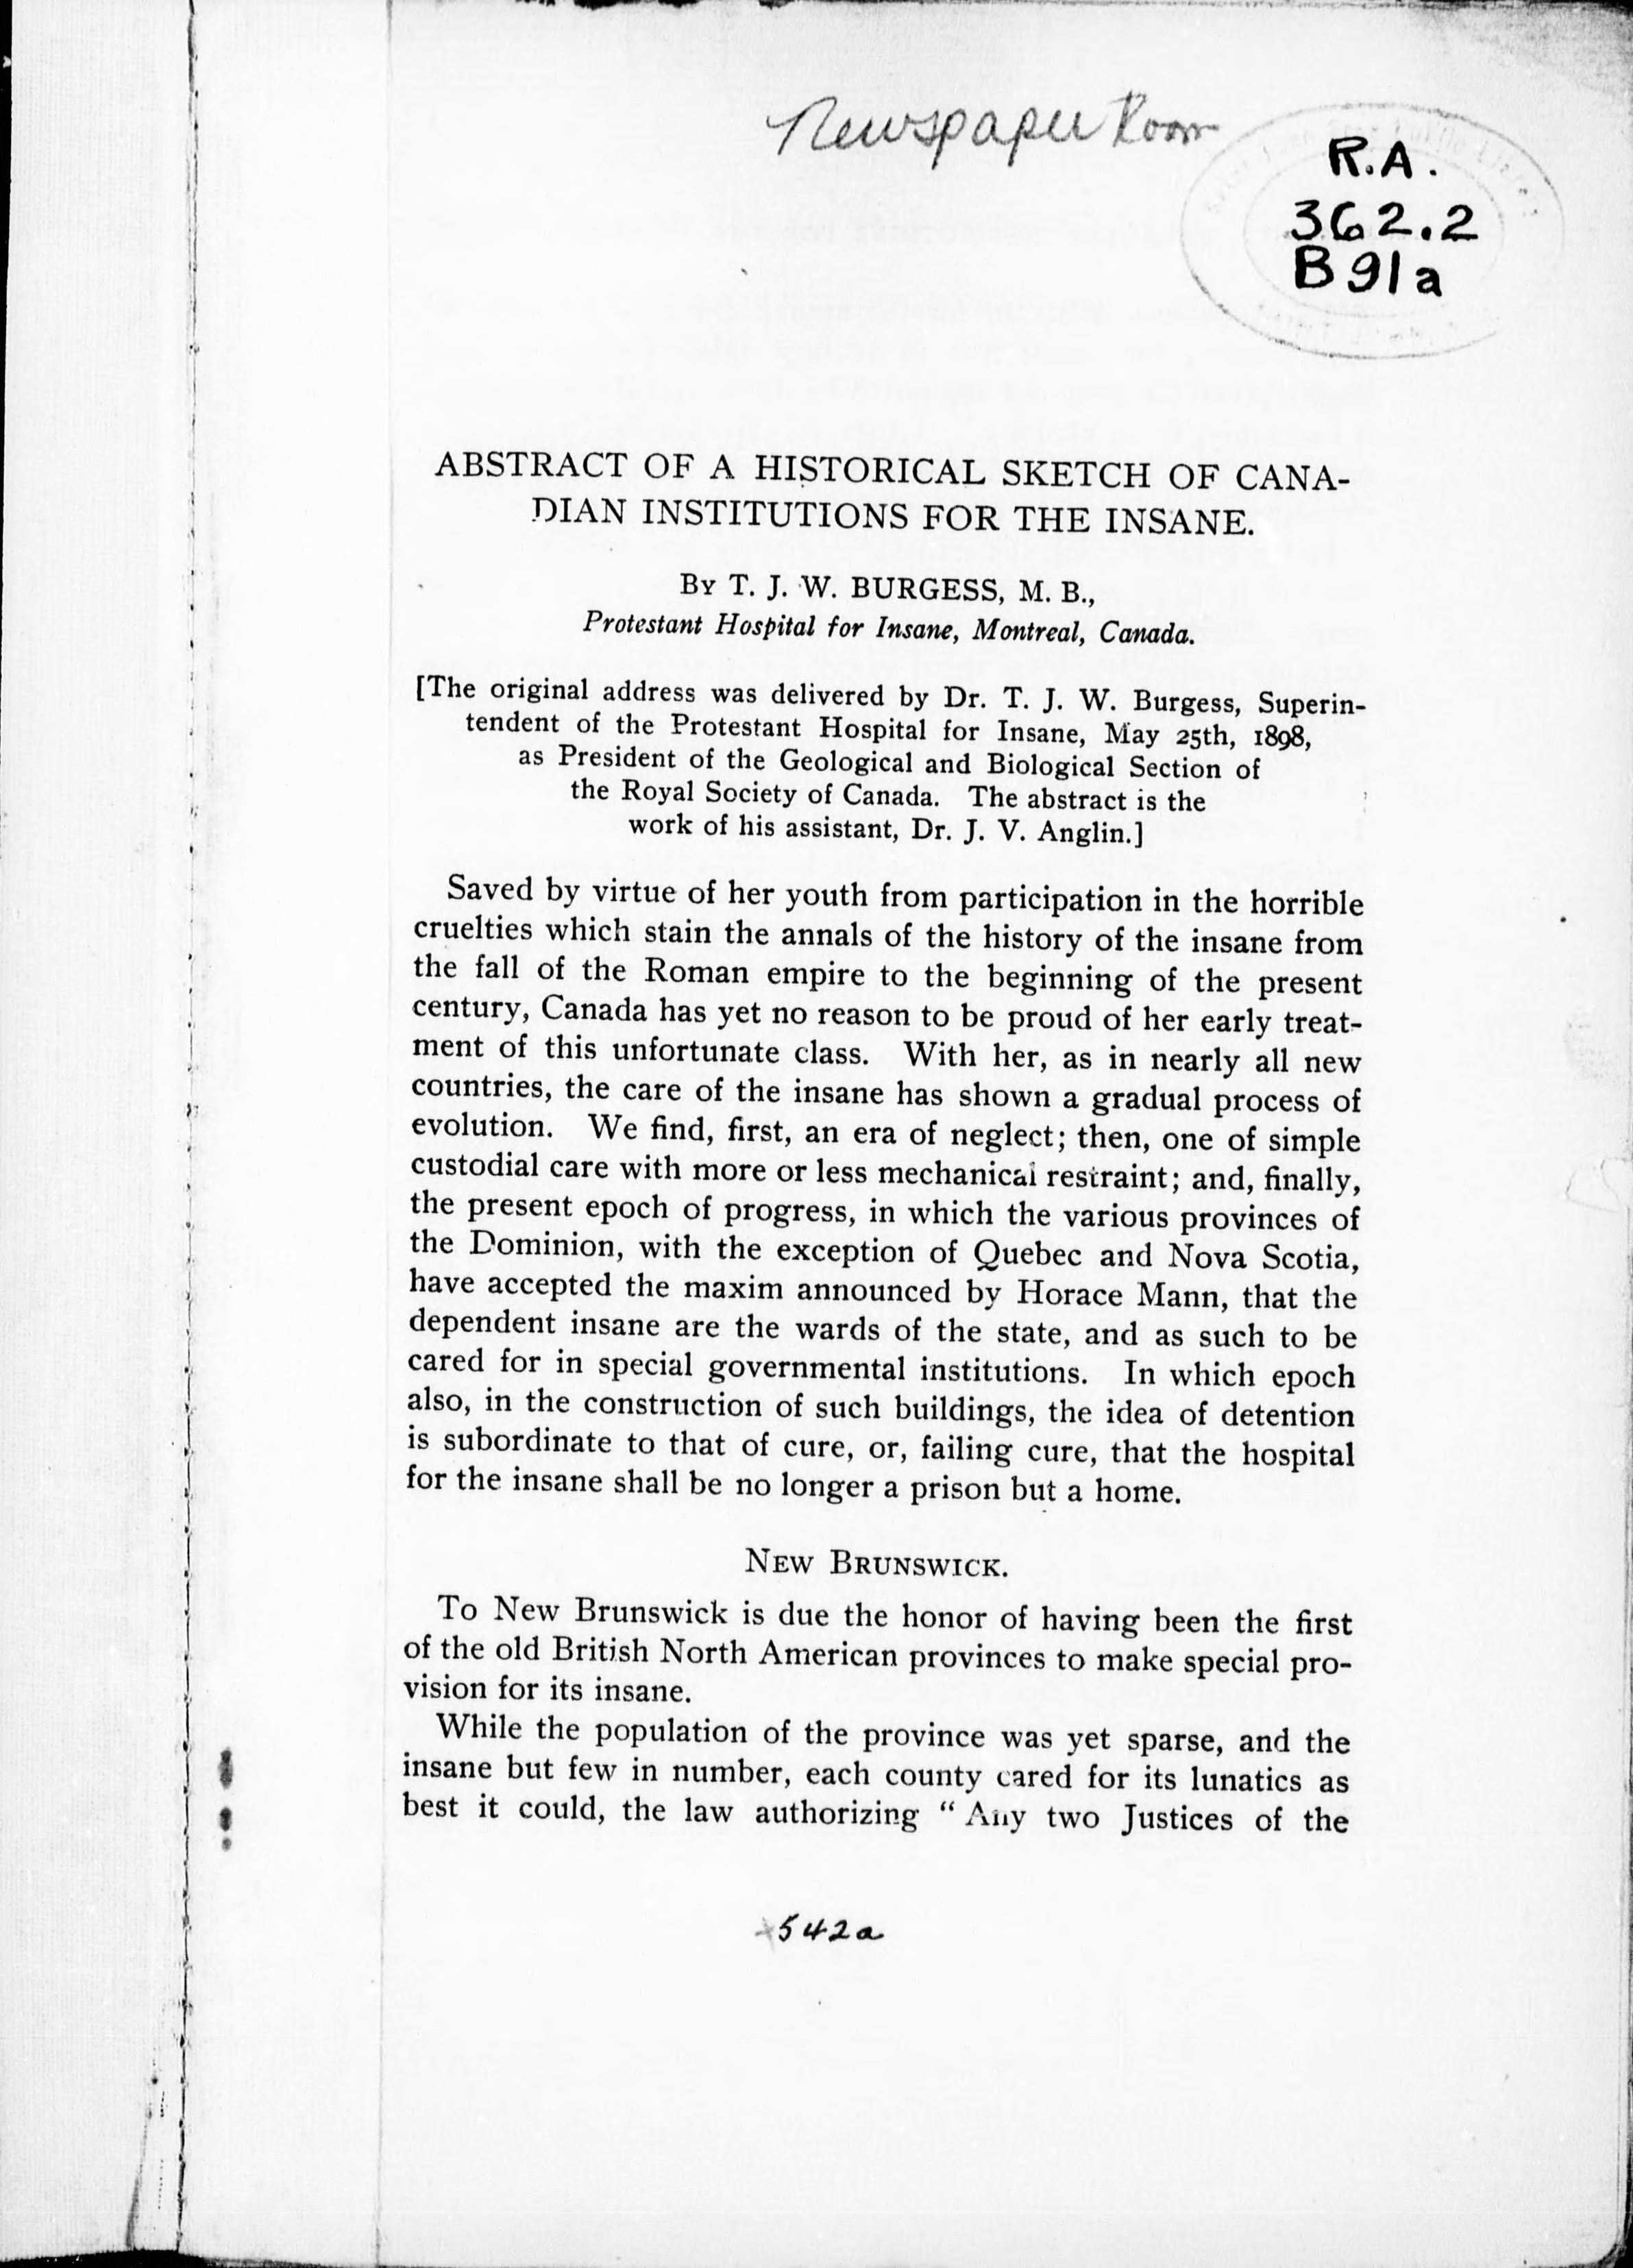 Newspaper Room
R.A.
362.2
B91a
ABSTRACT OF A HISTORICAL SKETCH OF CANA-
DIAN INSTITUTIONS FOR THE INSANE.
By T. J. W. BURGESS, M. B.,
Protestant Hospital for Insane, Montreal, Canada.
[The original address was delivered by Dr. T. J. W. Burgess, Superin-
tendent of the Protestant Hospital for Insane, May 25th, 1898,
as President of the Geological and Biological Section of
the Royal Society of Canada. The abstract is the
work of his assistant, Dr. J. V. Anglin.]
Saved by virtue of her youth from participation in the horrible
cruelties which stain the annals of the history of the insane from
the fall of the Roman empire to the beginning of the present
century, Canada has yet no reason to be proud of her early treat-
ment of this unfortunate class. With her, as in nearly all new
countries, the care of the insane has shown a gradual process of
evolution. We find, first, an era of neglect; then, one of simple
custodial care with more or less mechanical restraint; and, finally,
the present epoch of progress, in which the various provinces of
the Dominion, with the exception of Quebec and Nova Scotia,
have accepted the maxim announced by Horace Mann, that the
dependent insane are the wards of the state, and as such to be
cared for in special governmental institutions. In which epoch
also, in the construction of such buildings, the idea of detention
is subordinate to that of cure, or, failing cure, that the hospital
for the insane shall be no longer a prison but a home.
NEW BRUNSWICK.
To New Brunswick is due the honor of having been the first
of the old British North American provinces to make special pro-
vision for its insane.
While the population of the province was yet sparse, and the
insane but few in number, each county cared for its lunatics as
best it could, the law authorizing “ Any two Justices of the
542a